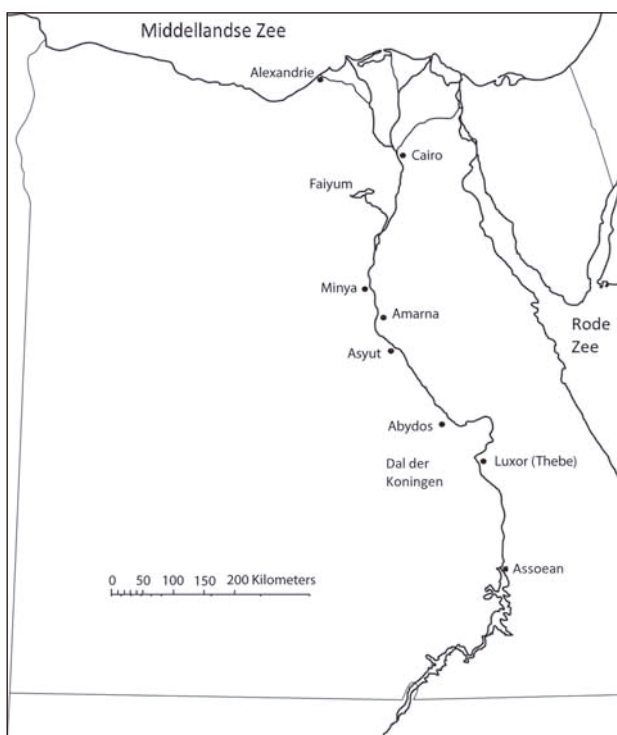 Middellandse Zee
Alexandrie
Cairo
Faiyum
Minya
Amarna
Rode
Zee
Asyut
Abydos
Dal der
Koningen
Luxor (Thebe)
Assoean
0 50 100 150 200 Kilometers